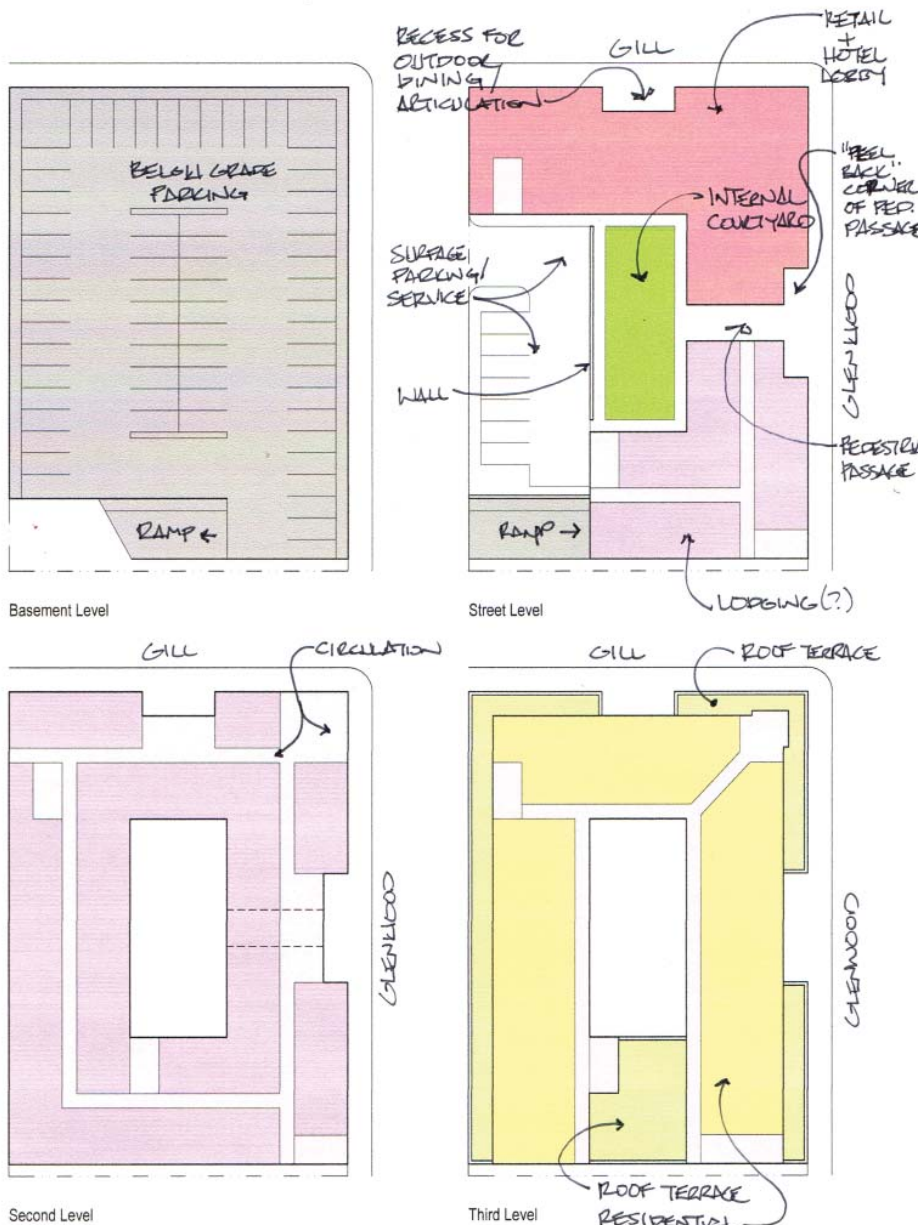 RECESS FOR
OUTDOOR
DINING/
ARTICULATION
GILL
RETAIL
+
HOTEL
LOBBY
BELOW GRADE
PARKING
INTERNAL
COURTYARD
"PEEL
BACK"
CORNER
OF PED.
PASSAGE
SURFACE
PARKING/
SERVICE
WALL
GLENWOOD
PEDESTRI
PASSAGE
RAMP
RAMP
LODGING (?)
Basement Level
Street Level
GILL
CIRCULATION
GILL
ROOF TERRACE
GLENWOOD
GLENWOOD
ROOF TERRACE
RESIDENTIAL
Second Level
Third Level